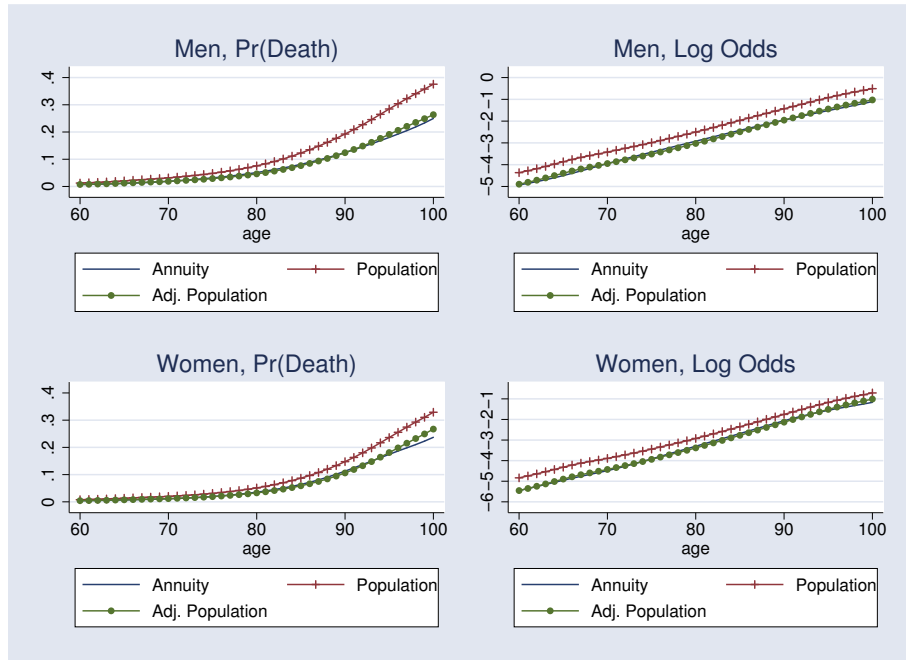 Men, Pr(Death)
.4
.3
.2
.1
0
60 70 80 90 100
age
Annuity Population
Adj. Population
Men, Log Odds
−5−4−3−2−1 0
60 70 80 90 100
age
Annuity Population
Adj. Population
Women, Pr(Death)
.4
.3
.2
.1
0
60 70 80 90 100
age
Annuity Population
Adj. Population
Women, Log Odds
−6−5−4−3−2−1
60 70 80 90 100
age
Annuity Population
Adj. Population